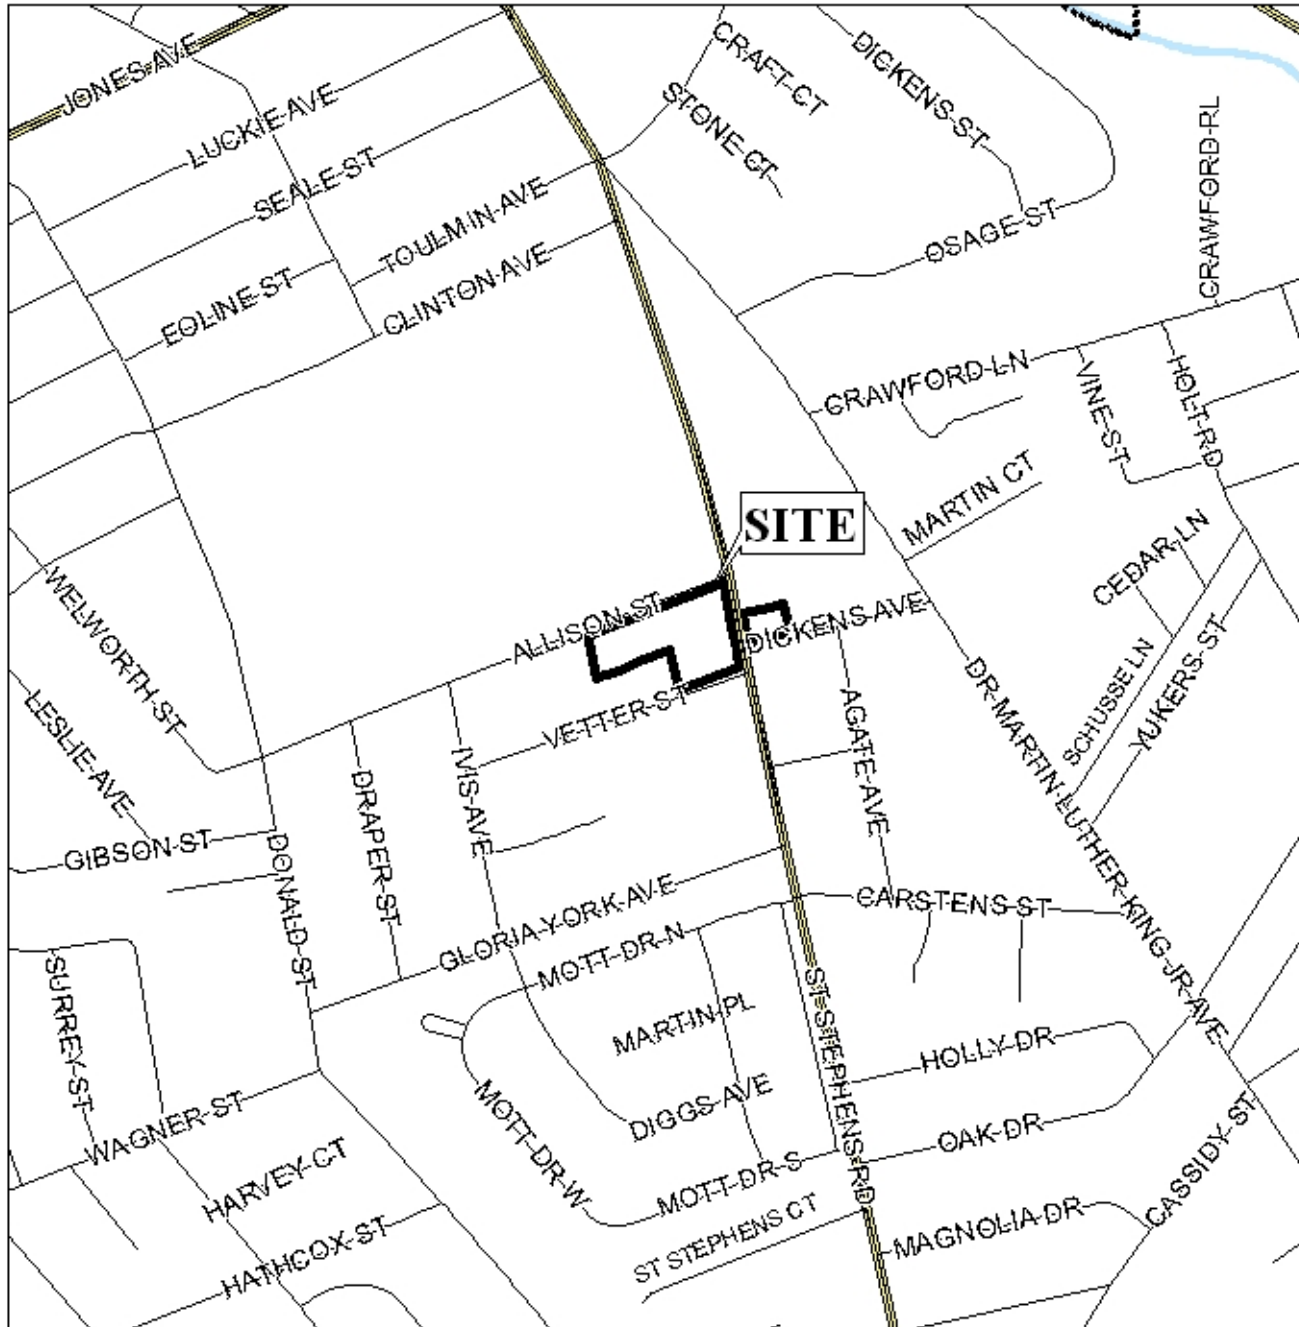 JONES AVE
LUCKIE AVE
SEALE ST
TOULMIN AVE
EOLINE ST
CLINTON AVE
CRAFT CT
STONE CT
DICKENS ST
OSAGE ST
CRAWFORD RL
CRAWFORD LN
VINE ST
HOLT RD
MARTIN CT
SITE
CEDAR LN
WELWORTH ST
ALLISON ST
DICKENS AVE
SCHUSSE LN
YUKERS ST
LESLIE AVE
VETTER ST
IVIS AVE
AGATE AVE
DR MARTIN LUTHER KING JR AVE
DRAPER ST
GIBSON ST
DONALD ST
GLORIA YORK AVE
CARSTENS ST
MOTT DR N
SURREY ST
MARTIN PL
ST STEPHENS RD
HOLLY DR
WAGNER ST
MOTT DR W
DIGGS AVE
OAK DR
HARVEY CT
MOTT DR S
CASSIDY ST
HATHCOX ST
ST STEPHENS CT
MAGNOLIA DR